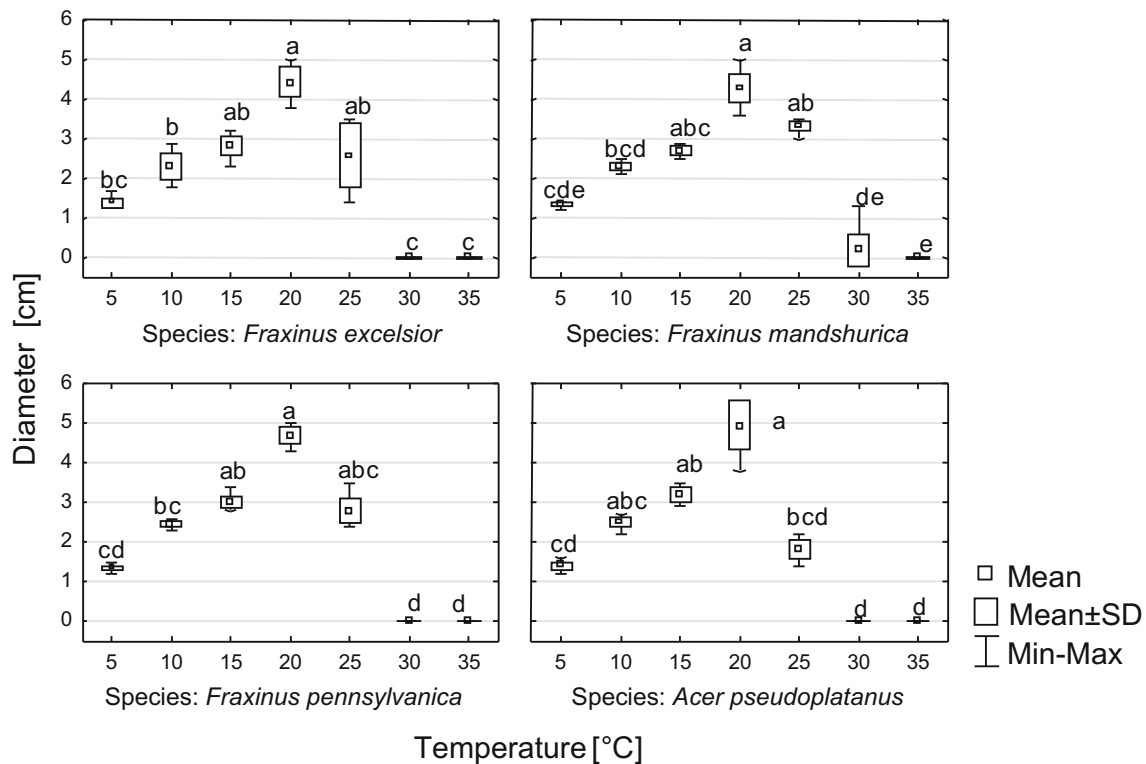 Diameter [cm]
6
5
4
3
2
1
0
bc
b
ab
a
ab
c
c
5 10 15 20 25 30 35
Species: Fraxinus excelsior
cde
bcd
abc
a
ab
de
e
5 10 15 20 25 30 35
Species: Fraxinus mandshurica
6
5
4
3
2
1
0
cd
bc
ab
a
abc
d
d
5 10 15 20 25 30 35
Species: Fraxinus pennsylvanica
cd
abc
ab
a
bcd
d
d
5 10 15 20 25 30 35
Species: Acer pseudoplatanus
Mean
Mean±SD
Min-Max
Temperature [°C]